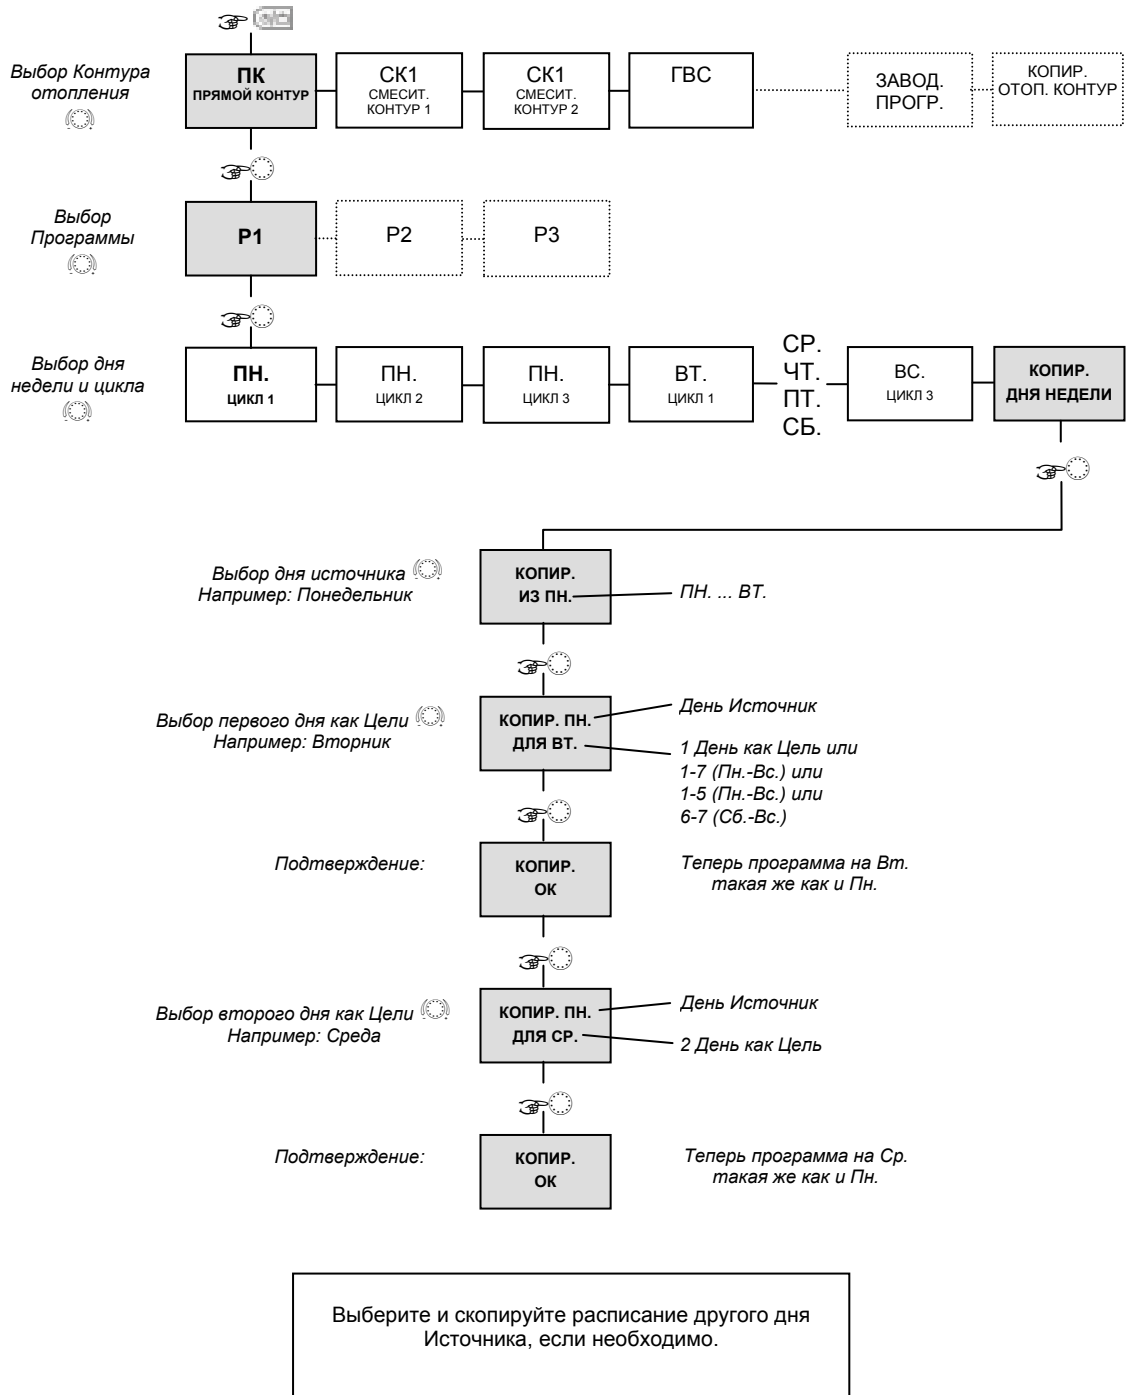 Выбор Контура
отопления
ПК
ПРЯМОЙ КОНТУР
СК1
СМЕСИТ.
КОНТУР 1
СК1
СМЕСИТ.
КОНТУР 2
ГВС
ЗАВОД.
ПРОГР.
КОПИР.
ОТОП. КОНТУР
Выбор
Программы
Р1
Р2
Р3
Выбор дня
недели и цикла
ПН.
ЦИКЛ 1
ПН.
ЦИКЛ 2
ПН.
ЦИКЛ 3
ВТ.
ЦИКЛ 1
СР.
ЧТ.
ПТ.
СБ.
ВС.
ЦИКЛ 3
КОПИР.
ДНЯ НЕДЕЛИ
Выбор дня источника
Например: Понедельник
КОПИР.
ИЗ ПН.
ПН. ... ВТ.
Выбор первого дня как Цели
Например: Вторник
КОПИР. ПН.
ДЛЯ ВТ.
День Источник
1 День как Цель или
1-7 (Пн.-Вс.) или
1-5 (Пн.-Вс.) или
6-7 (Сб.-Вс.)
Подтверждение:
КОПИР.
ОК
Теперь программа на Вт.
такая же как и Пн.
Выбор второго дня как Цели
Например: Среда
КОПИР. ПН.
ДЛЯ СР.
День Источник
2 День как Цель
Подтверждение:
КОПИР.
ОК
Теперь программа на Ср.
такая же как и Пн.
Выберите и скопируйте расписание другого дня
Источника, если необходимо.